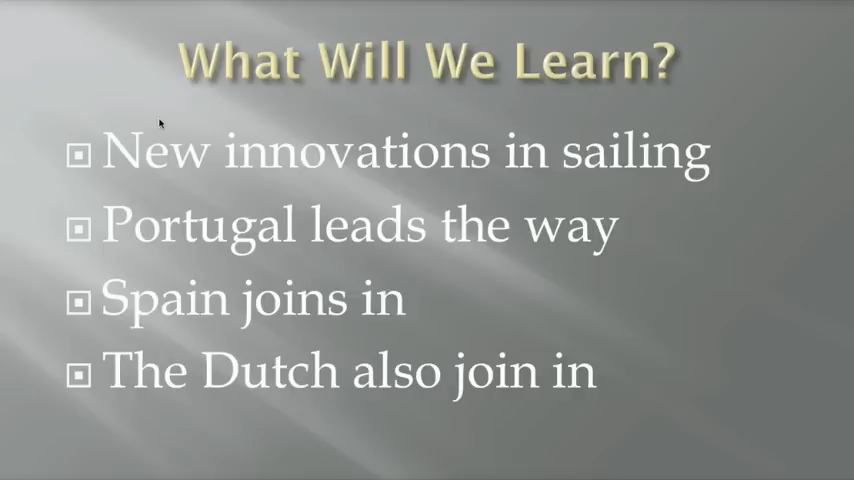 What Will We Learn?
New innovations in sailing
Portugal leads the way
Spain joins in
The Dutch also join in